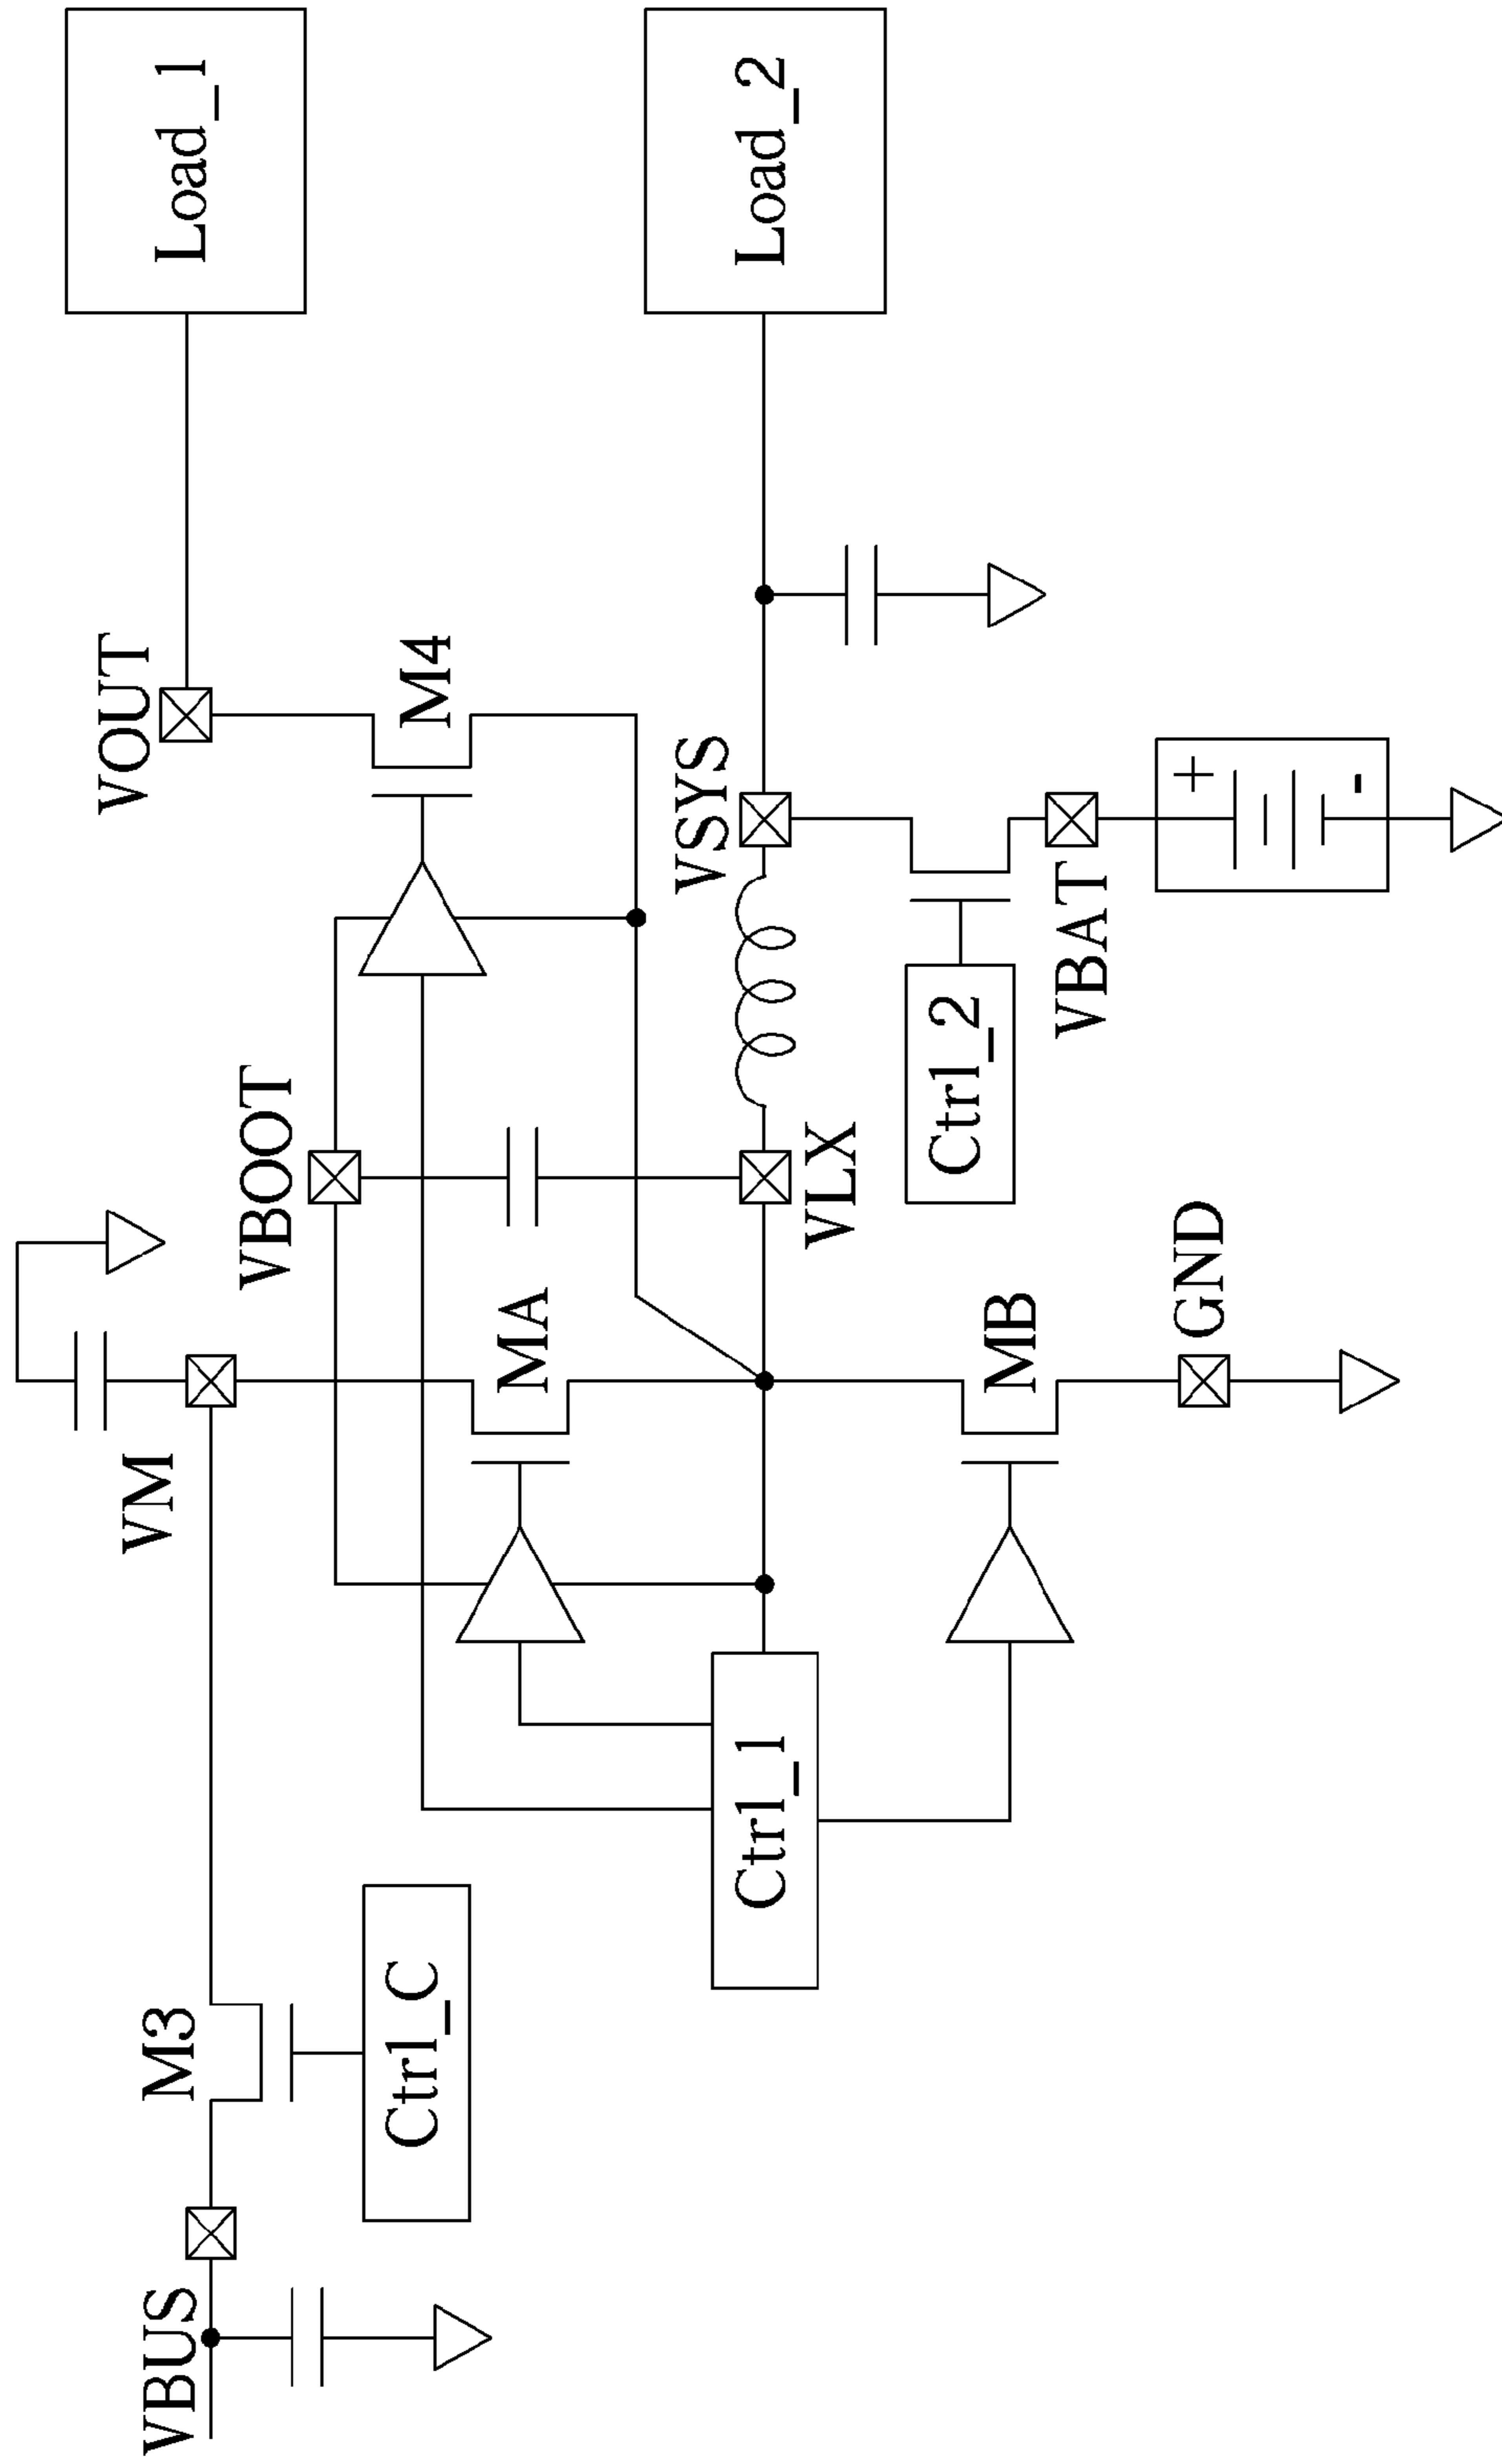 VBUS
M3
Ctrl_C
VM
VBOOT
VOUT
Load_1
M4
MA
Ctrl_1
VLX
VSYS
Load_2
MB
Ctrl_2
GND
VBAT
+
-